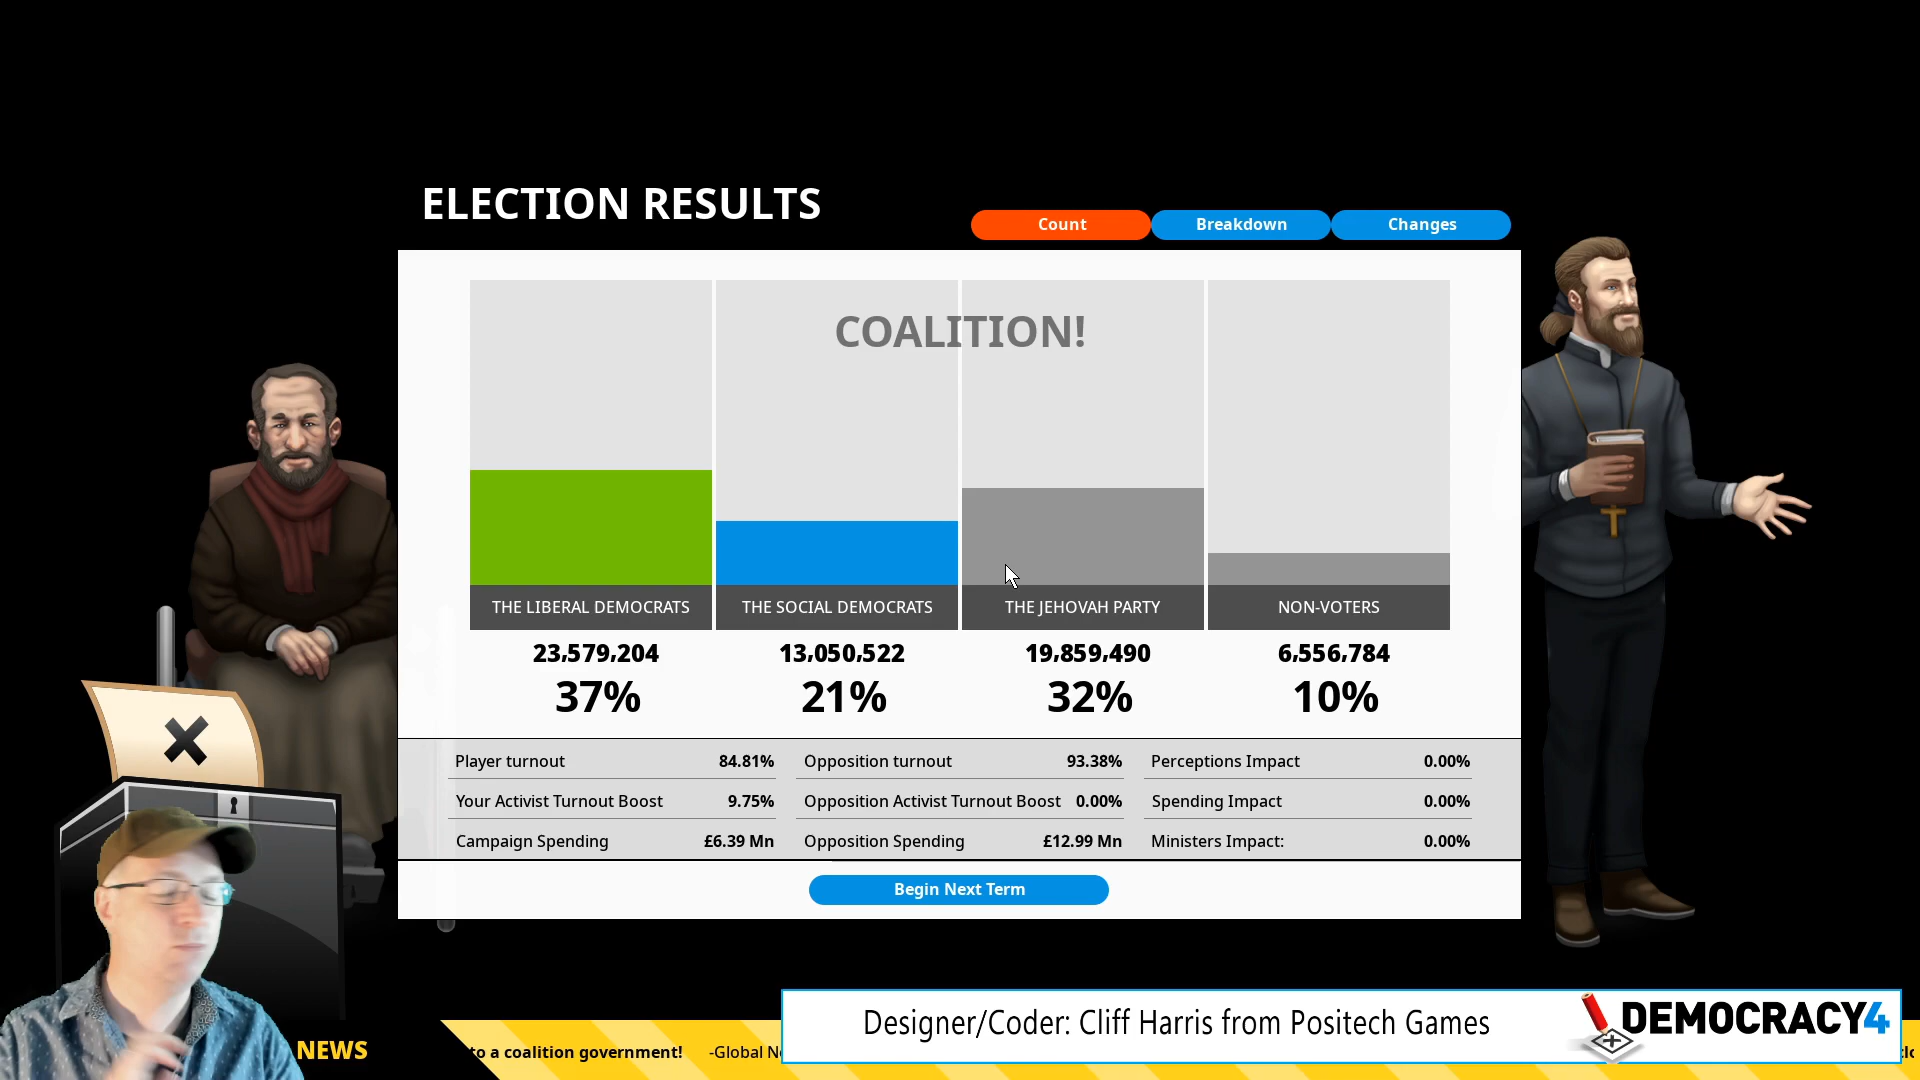 ELECTION RESULTS
Count Breakdown Changes
COALITION!
THE LIBERAL DEMOCRATS THE SOCIAL DEMOCRATS THE JEHOVAH PARTY NON-VOTERS
23,579,204 13,050,522 19,859,490 6,556,784
37% 21% 32% 10%
Player turnout 84.81% Opposition turnout 93.38% Perceptions Impact 0.00%
Your Activist Turnout Boost 9.75% Opposition Activist Turnout Boost 0.00% Spending Impact 0.00%
Campaign Spending £6.39 Mn Opposition Spending £12.99 Mn Ministers Impact: 0.00%
Begin Next Term
Designer/Coder: Cliff Harris from Positech Games DEMOCRACY4
NEWS to a coalition government! -Global